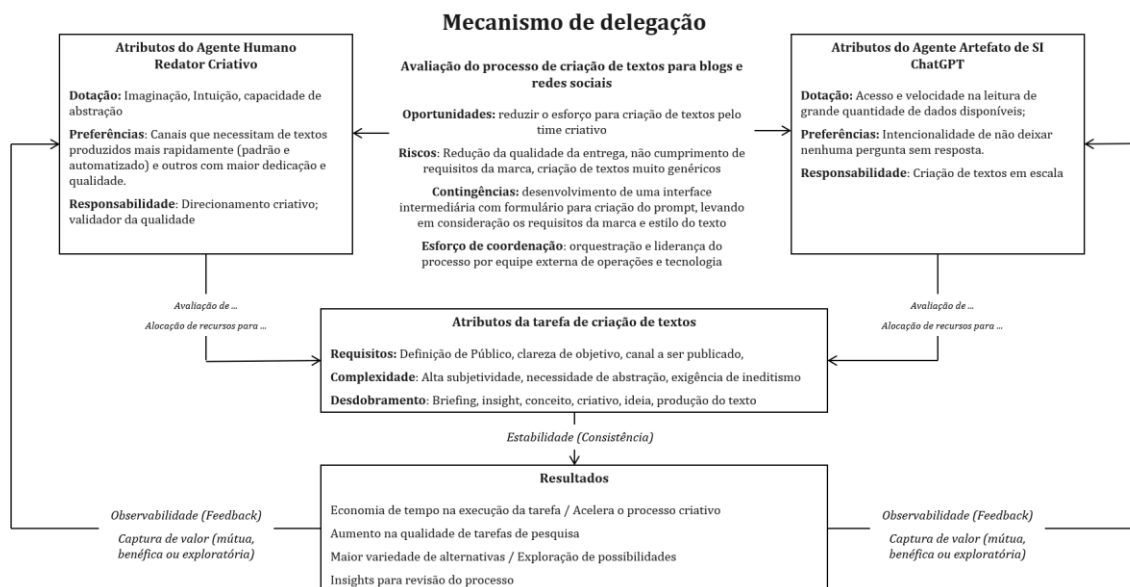 Mecanismo de delegação
Atributos do Agente Humano
Redator Criativo
Dotação: Imaginação, Intuição, capacidade de
abstração
Preferências: Canais que necessitam de textos
produzidos mais rapidamente (padrão e
automatizado) e outros com maior dedicação e
qualidade.
Responsabilidade: Direcionamento criativo;
validador da qualidade
Avaliação do processo de criação de textos para blogs e
redes sociais
Oportunidades: reduzir o esforço para criação de textos pelo
time criativo
Riscos: Redução da qualidade da entrega, não cumprimento de
requisitos da marca, criação de textos muito genéricos
Contingências: desenvolvimento de uma interface
intermediária com formulário para criação do prompt, levando
em consideração os requisitos da marca e estilo do texto
Esforço de coordenação: orquestração e liderança do
processo por equipe externa de operações e tecnologia
Atributos do Agente Artefato de SI
ChatGPT
Dotação: Acesso e velocidade na leitura de
grande quantidade de dados disponíveis;
Preferências: Intencionalidade de não deixar
nenhuma pergunta sem resposta.
Responsabilidade: Criação de textos em escala
Avaliação de ...
Alocação de recursos para ...
Avaliação de ...
Alocação de recursos para ...
Atributos da tarefa de criação de textos
Requisitos: Definição de Público, clareza de objetivo, canal a ser publicado,
Complexidade: Alta subjetividade, necessidade de abstração, exigência de ineditismo
Desdobramento: Briefing, insight, conceito, criativo, ideia, produção do texto
Estabilidade (Consistência)
Resultados
Economia de tempo na execução da tarefa / Acelera o processo criativo
Aumento na qualidade de tarefas de pesquisa
Maior variedade de alternativas / Exploração de possibilidades
Insights para revisão do processo
Observabilidade (Feedback)
Captura de valor (mútua,
benéfica ou exploratória)
Observabilidade (Feedback)
Captura de valor (mútua,
benéfica ou exploratória)